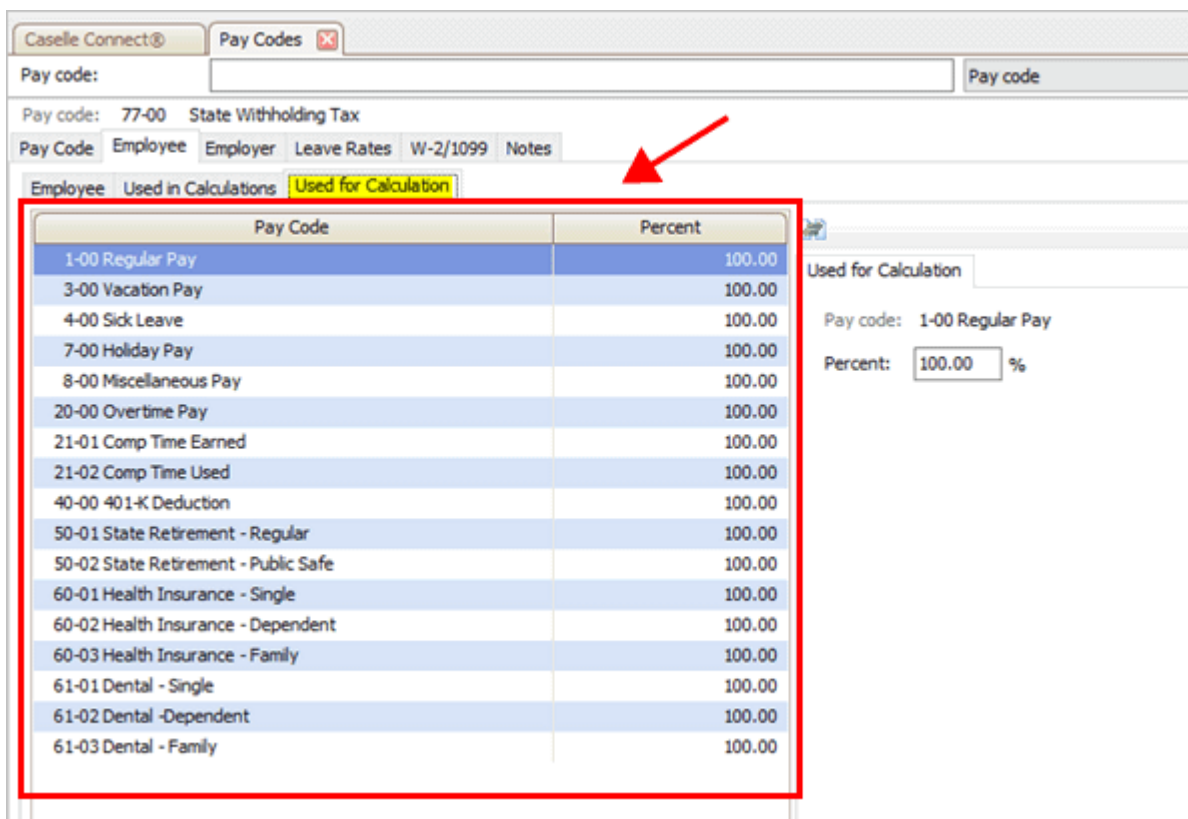 Caselle Connect® Pay Codes
Pay code: Pay code
Pay code: 77-00 State Withholding Tax
Pay Code Employee Employer Leave Rates W-2/1099 Notes
Employee Used in Calculations Used for Calculation
Pay Code Percent
1-00 Regular Pay 100.00
3-00 Vacation Pay 100.00
4-00 Sick Leave 100.00
7-00 Holiday Pay 100.00
8-00 Miscellaneous Pay 100.00
20-00 Overtime Pay 100.00
21-01 Comp Time Earned 100.00
21-02 Comp Time Used 100.00
40-00 401-K Deduction 100.00
50-01 State Retirement - Regular 100.00
50-02 State Retirement - Public Safe 100.00
60-01 Health Insurance - Single 100.00
60-02 Health Insurance - Dependent 100.00
60-03 Health Insurance - Family 100.00
61-01 Dental - Single 100.00
61-02 Dental -Dependent 100.00
61-03 Dental - Family 100.00
Used for Calculation
Pay code: 1-00 Regular Pay
Percent: 100.00 %